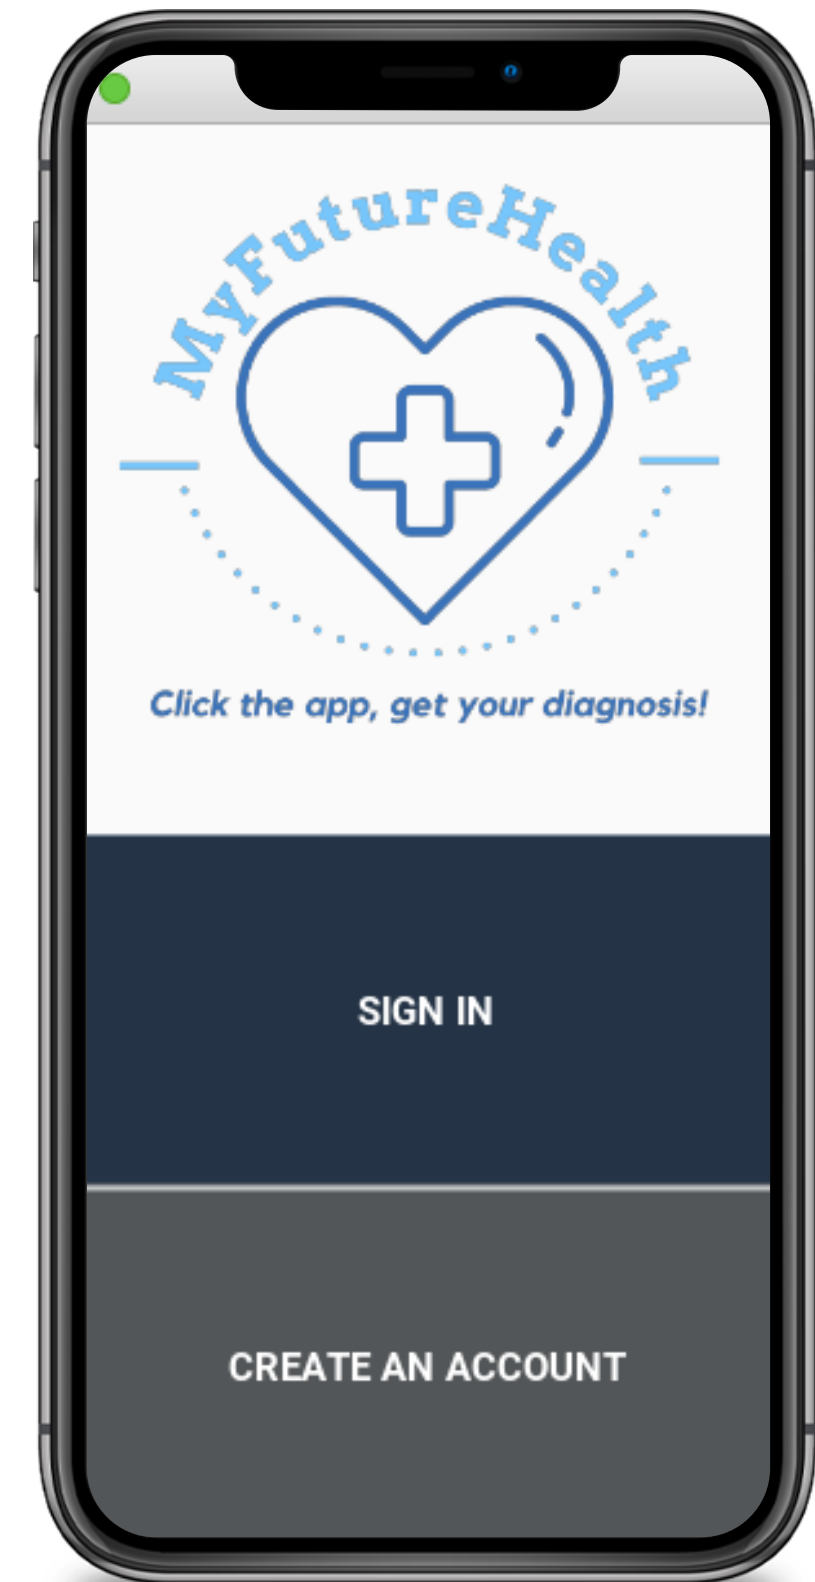 MyFutureHealth
Click the app, get your diagnosis!
SIGN IN
CREATE AN ACCOUNT